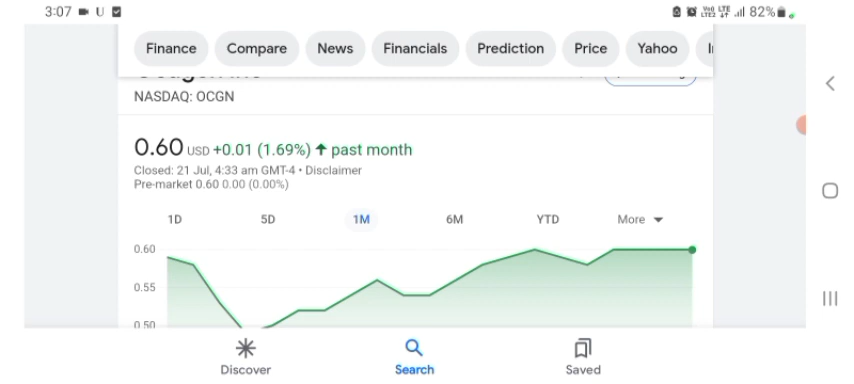 3:07 U 82%
Finance Compare News Financials Prediction Price Yahoo
NASDAQ: OCGN
0.60 USD +0.01 (1.69%) ↑ past month
Closed: 21 Jul, 4:33 am GMT-4 • Disclaimer
Pre-market 0.60 0.00 (0.00%)
1D 5D 1M 6M YTD More
0.60
0.55
0.50
Discover Search Saved